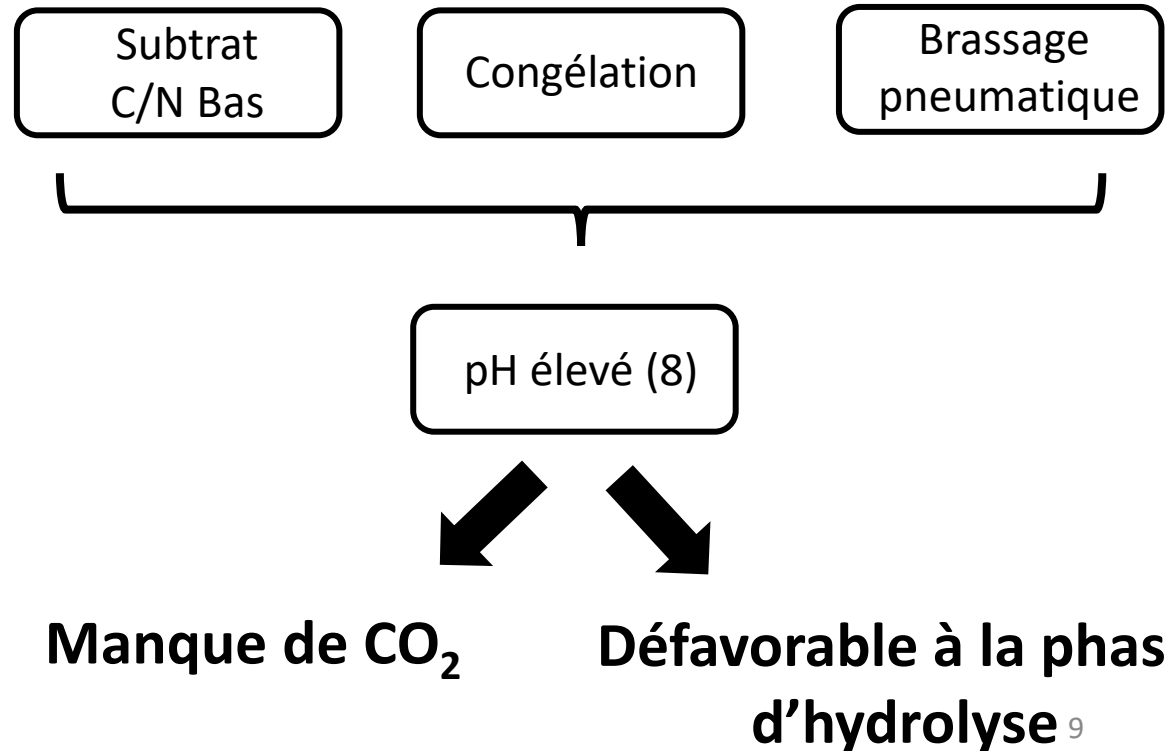 Subtrat
C/N Bas
Congélation
Brassage
pneumatique
pH élevé (8)
Manque de CO₂
Défavorable à la phas
d’hydrolyse
9